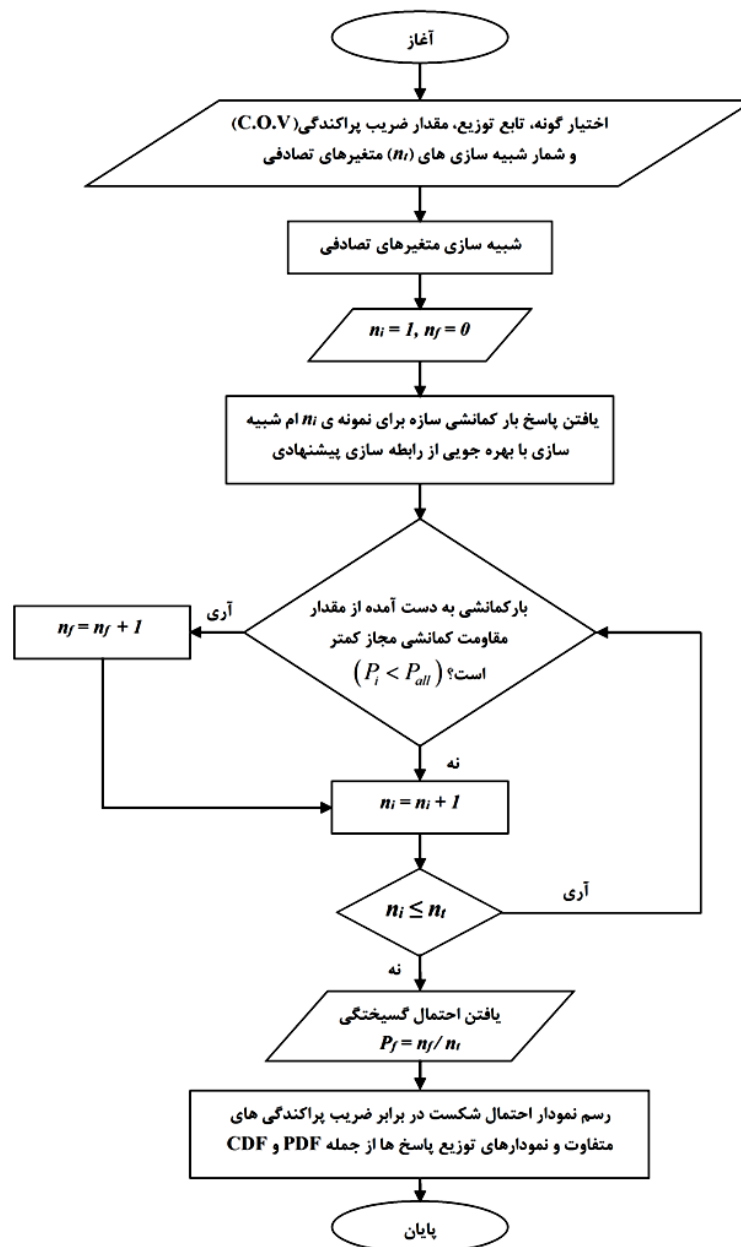 آغاز
اختیار گونه، تابع توزیع، مقدار ضریب پراکندگی(C.O.V)
و شمار شبیه سازی های (nt) متغیرهای تصادفی
شبیه سازی متغیرهای تصادفی
ni = 1, nf = 0
یافتن پاسخ بار کمانشی سازه برای نمونه ی ni ام شبیه
سازی با بهره جویی از رابطه سازی پیشنهادی
بارکمانشی به دست آمده از مقدار
مقاومت کمانشی مجاز کمتر
است؟ (Pi < Pall)
آری
nf = nf + 1
نه
ni = ni + 1
ni ≤ nt
آری
نه
یافتن احتمال گسیختگی
Pf = nf / nt
رسم نمودار احتمال شکست در برابر ضریب پراکندگی های
متفاوت و نمودارهای توزیع پاسخ ها از جمله PDF و CDF
پایان